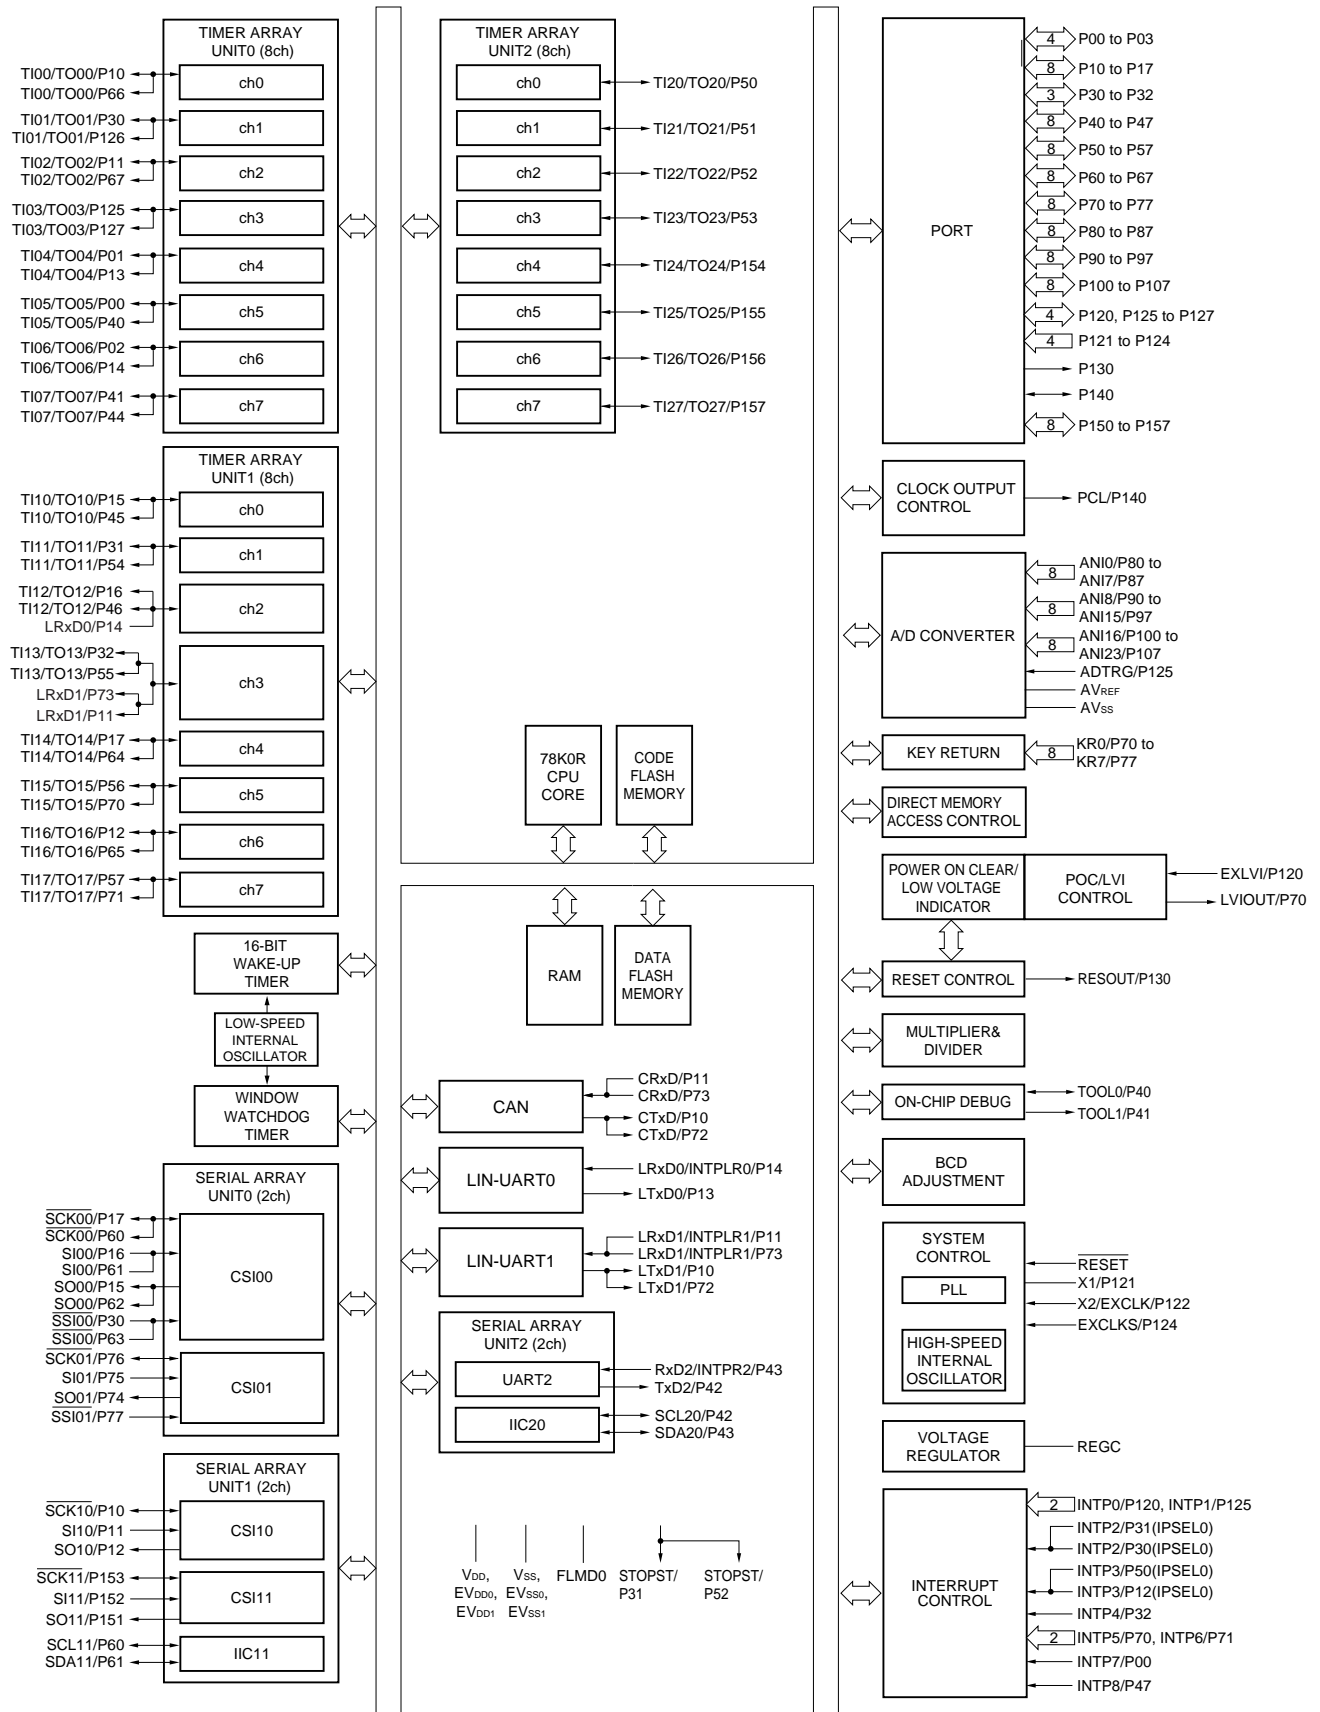 TIMER ARRAY
UNIT0 (8ch)
TI00/TO00/P10
TI00/TO00/P66
ch0
TI01/TO01/P30
TI01/TO01/P126
ch1
TI02/TO02/P11
TI02/TO02/P67
ch2
TI03/TO03/P125
TI03/TO03/P127
ch3
TI04/TO04/P01
TI04/TO04/P13
ch4
TI05/TO05/P00
TI05/TO05/P40
ch5
TI06/TO06/P02
TI06/TO06/P14
ch6
TI07/TO07/P41
TI07/TO07/P44
ch7
TIMER ARRAY
UNIT1 (8ch)
TI10/TO10/P15
TI10/TO10/P45
ch0
TI11/TO11/P31
TI11/TO11/P54
ch1
TI12/TO12/P16
TI12/TO12/P46
LRxD0/P14
ch2
TI13/TO13/P32
TI13/TO13/P55
LRxD1/P73
LRxD1/P11
ch3
TI14/TO14/P17
TI14/TO14/P64
ch4
TI15/TO15/P56
TI15/TO15/P70
ch5
TI16/TO16/P12
TI16/TO16/P65
ch6
TI17/TO17/P57
TI17/TO17/P71
ch7
16-BIT
WAKE-UP
TIMER
LOW-SPEED
INTERNAL
OSCILLATOR
WINDOW
WATCHDOG
TIMER
SERIAL ARRAY
UNIT0 (2ch)
SCK00/P17
SCK00/P60
SI00/P16
SI00/P61
SO00/P15
SO00/P62
SSI00/P30
SSI00/P63
CSI00
SCK01/P76
SI01/P75
SO01/P74
SSI01/P77
CSI01
SERIAL ARRAY
UNIT1 (2ch)
SCK10/P10
SI10/P11
SO10/P12
CSI10
SCK11/P153
SI11/P152
SO11/P151
CSI11
SCL11/P60
SDA11/P61
IIC11
TIMER ARRAY
UNIT2 (8ch)
ch0
TI20/TO20/P50
ch1
TI21/TO21/P51
ch2
TI22/TO22/P52
ch3
TI23/TO23/P53
ch4
TI24/TO24/P154
ch5
TI25/TO25/P155
ch6
TI26/TO26/P156
ch7
TI27/TO27/P157
78K0R
CPU
CORE
CODE
FLASH
MEMORY
RAM
DATA
FLASH
MEMORY
CAN
CRxD/P11
CRxD/P73
CTxD/P10
CTxD/P72
LIN-UART0
LRxD0/INTPLR0/P14
LTxD0/P13
LIN-UART1
LRxD1/INTPLR1/P11
LRxD1/INTPLR1/P73
LTxD1/P10
LTxD1/P72
SERIAL ARRAY
UNIT2 (2ch)
UART2
RxD2/INTPR2/P43
TxD2/P42
IIC20
SCL20/P42
SDA20/P43
VDD,
EVDD0,
EVDD1
VSS,
EVSS0,
EVSS1
FLMD0
STOPST/
P31
STOPST/
P52
PORT
4 P00 to P03
8 P10 to P17
3 P30 to P32
8 P40 to P47
8 P50 to P57
8 P60 to P67
8 P70 to P77
8 P80 to P87
8 P90 to P97
8 P100 to P107
4 P120, P125 to P127
4 P121 to P124
P130
P140
8 P150 to P157
CLOCK OUTPUT
CONTROL
PCL/P140
A/D CONVERTER
8 ANI0/P80 to
ANI7/P87
8 ANI8/P90 to
ANI15/P97
8 ANI16/P100 to
ANI23/P107
ADTRG/P125
AVREF
AVSS
KEY RETURN
8 KR0/P70 to
KR7/P77
DIRECT MEMORY
ACCESS CONTROL
POWER ON CLEAR/
LOW VOLTAGE
INDICATOR
POC/LVI
CONTROL
EXLVI/P120
LVIOUT/P70
RESET CONTROL
RESOUT/P130
MULTIPLIER&
DIVIDER
ON-CHIP DEBUG
TOOL0/P40
TOOL1/P41
BCD
ADJUSTMENT
SYSTEM
CONTROL
PLL
HIGH-SPEED
INTERNAL
OSCILLATOR
RESET
X1/P121
X2/EXCLK/P122
EXCLKS/P124
VOLTAGE
REGULATOR
REGC
INTERRUPT
CONTROL
2 INTP0/P120, INTP1/P125
INTP2/P31(IPSEL0)
INTP2/P30(IPSEL0)
INTP3/P50(IPSEL0)
INTP3/P12(IPSEL0)
INTP4/P32
2 INTP5/P70, INTP6/P71
INTP7/P00
INTP8/P47